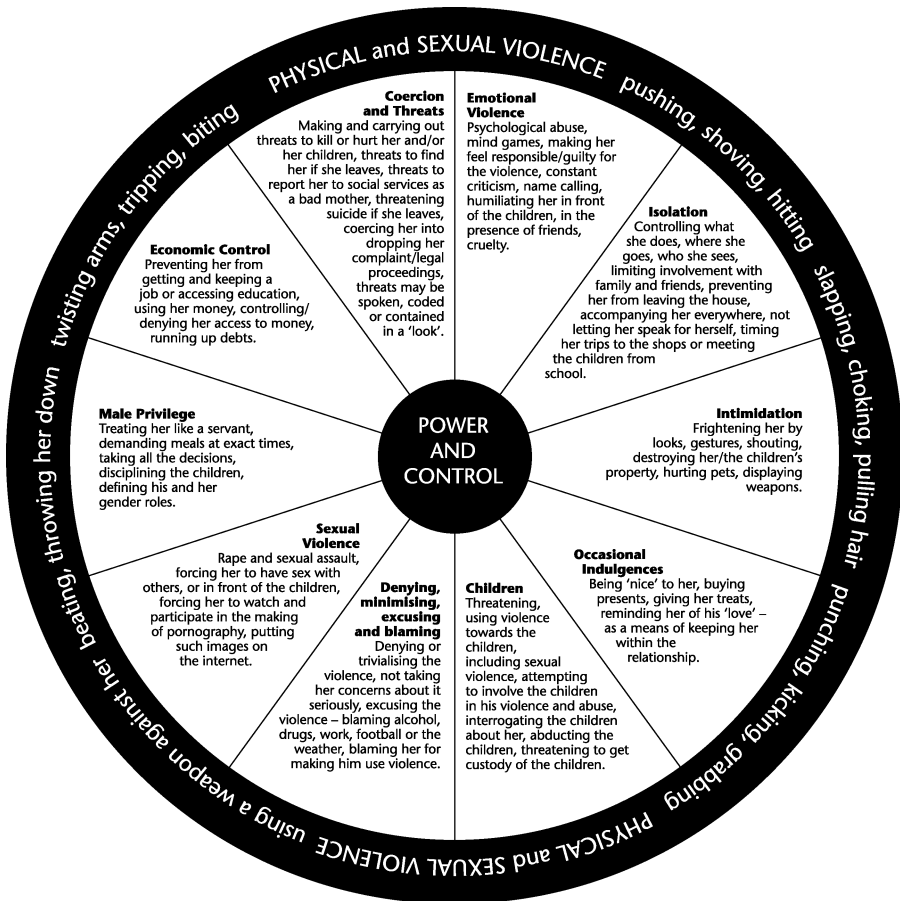 PHYSICAL and SEXUAL VIOLENCE pushing, shoving, hitting slapping, choking, pulling hair punching, kicking, grabbing PHYSICAL and SEXUAL VIOLENCE using a weapon against her beating, throwing her down twisting arms, tripping, biting
Coercion
and Threats
Making and carrying out
threats to kill or hurt her and/or
her children, threats to find
her if she leaves, threats to
report her to social services as
a bad mother, threatening
suicide if she leaves,
coercing her into
dropping her
complaint/legal
proceedings,
threats may be
spoken, coded
or contained
in a ‘look’.
Emotional
Violence
Psychological abuse,
mind games, making her
feel responsible/guilty for
the violence, constant
criticism, name calling,
humiliating her in front
of the children, in the
presence of friends,
cruelty.
Isolation
Controlling what
she does, where she
goes, who she sees,
limiting involvement with
family and friends, preventing
her from leaving the house,
accompanying her everywhere, not
letting her speak for herself, timing
her trips to the shops or meeting
the children from
school.
Intimidation
Frightening her by
looks, gestures, shouting,
destroying her/the children’s
property, hurting pets, displaying
weapons.
Occasional
Indulgences
Being ‘nice’ to her, buying
presents, giving her treats,
reminding her of his ‘love’ –
as a means of keeping her
within the
relationship.
Children
Threatening,
using violence
towards the
children,
including sexual
violence, attempting
to involve the children
in his violence and abuse,
interrogating the children
about her, abducting the
children, threatening to get
custody of the children.
Denying,
minimising,
excusing
and blaming
Denying or
trivialising the
violence, not taking
her concerns about it
seriously, excusing the
violence – blaming alcohol,
drugs, work, football or the
weather, blaming her for
making him use violence.
Sexual
Violence
Rape and sexual assault,
forcing her to have sex with
others, or in front of the children,
forcing her to watch and
participate in the making
of pornography, putting
such images on
the internet.
Male Privilege
Treating her like a servant,
demanding meals at exact times,
taking all the decisions,
disciplining the children,
defining his and her
gender roles.
Economic Control
Preventing her from
getting and keeping a
job or accessing education,
using her money, controlling/
denying her access to money,
running up debts.
POWER
AND
CONTROL